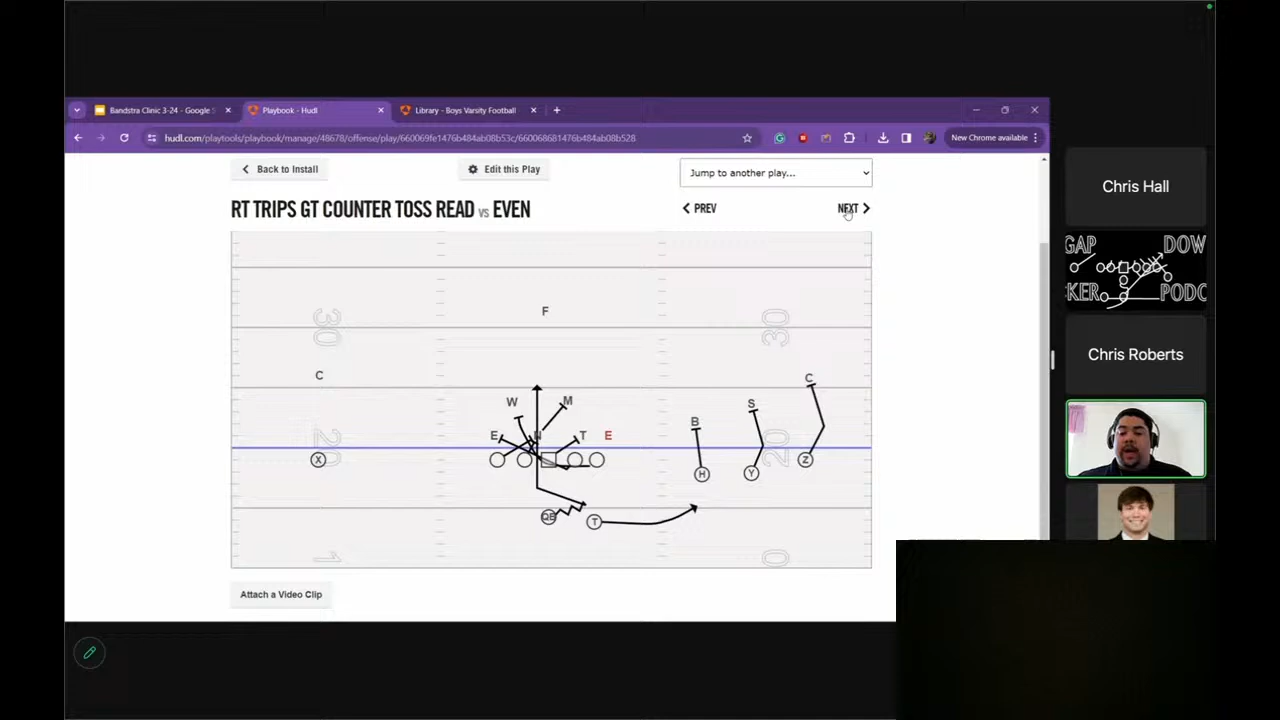 Bandstra Clinic 3-24 - Google S
Playbook - Hudl
Library - Boys Varsity Football
hudl.com/playtools/playbook/manage/48678/offense/play/660069fe1476b484ab08b53c/660068681476b484ab08b528
New Chrome available
Back to Install
Edit this Play
Jump to another play...
RT TRIPS GT COUNTER TOSS READ vs EVEN
PREV
NEXT
F
30
30
C
C
W
M
S
B
E
N
T
E
20
20
X
H
Y
Z
QB
T
1
0
Attach a Video Clip
Chris Hall
GAP
DOW
KER
PODC
Chris Roberts